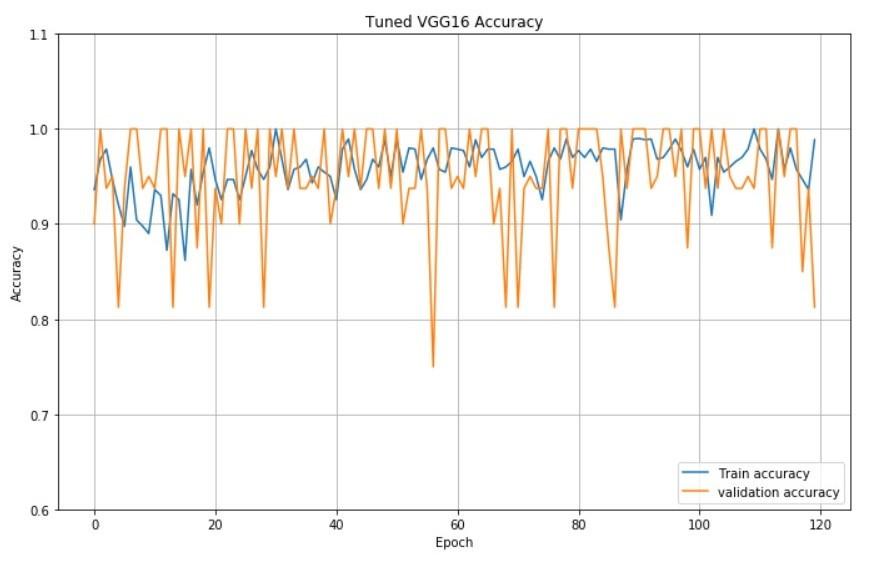 Tuned VGG16 Accuracy
1.1
1.0
0.9
0.8
0.7
0.6
Accuracy
0 20 40 60 80 100 120
Epoch
Train accuracy
validation accuracy